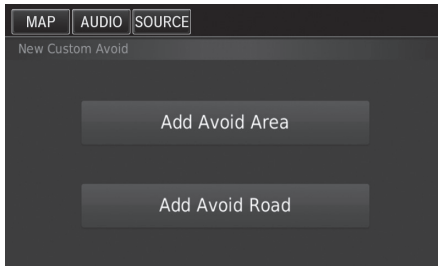 MAP AUDIO SOURCE
New Custom Avoid
Add Avoid Area
Add Avoid Road